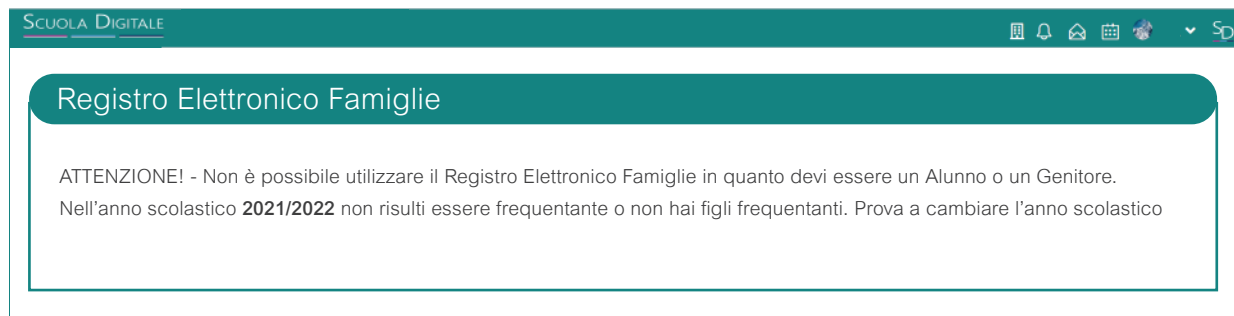 SCUOLA DIGITALE
SD
Registro Elettronico Famiglie
ATTENZIONE! - Non è possibile utilizzare il Registro Elettronico Famiglie in quanto devi essere un Alunno o un Genitore.
Nell’anno scolastico 2021/2022 non risulti essere frequentante o non hai figli frequentanti. Prova a cambiare l’anno scolastico